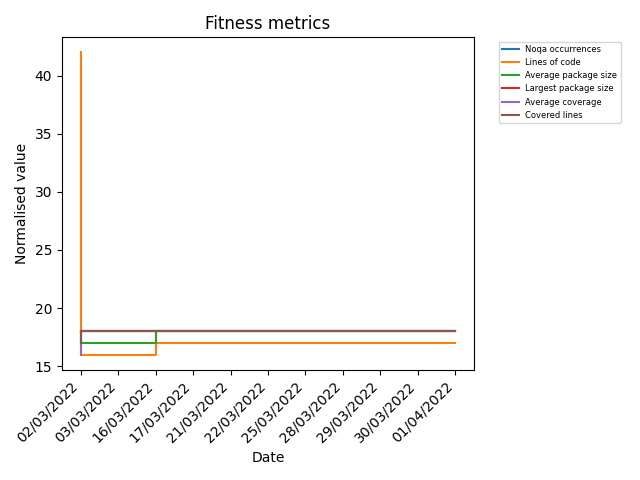 Fitness metrics
Noqa occurrences
Lines of code
Average package size
Largest package size
Average coverage
Covered lines
Normalised value
40
35
30
25
20
15
02/03/2022
03/03/2022
16/03/2022
17/03/2022
21/03/2022
22/03/2022
25/03/2022
28/03/2022
29/03/2022
30/03/2022
01/04/2022
Date